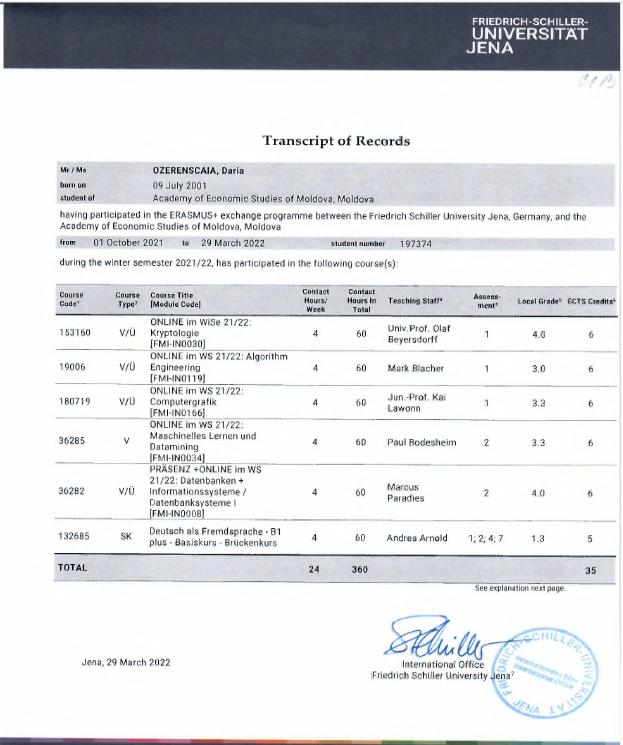 FRIEDRICH-SCHILLER-
UNIVERSITÄT
JENA
Transcript of Records
Mr / Ms OZERENSCAIA, Daria
born on 09 July 2001
student of Academy of Economic Studies of Moldova, Moldova
having participated in the ERASMUS+ exchange programme between the Friedrich Schiller University Jena, Germany, and the
Academy of Economic Studies of Moldova, Moldova
from 01 October 2021 to 29 March 2022 student number 197374
during the winter semester 2021/22, has participated in the following course(s):
Course Code¹ Course Type² Course Title [Module Code] Contact Hours/ Week Contact Hours in Total Teaching Staff⁴ Assess-ment³ Local Grade⁵ ECTS Credits⁶
153160 V/Ü ONLINE im WiSe 21/22: Kryptologie [FMI-IN0030] 4 60 Univ.Prof. Olaf Beyersdorff 1 4.0 6
19006 V/Ü ONLINE im WS 21/22: Algorithm Engineering [FMI-IN0119] 4 60 Mark Blacher 1 3.0 6
180719 V/Ü ONLINE im WS 21/22: Computergrafik [FMI-IN0166] 4 60 Jun.-Prof. Kai Lawonn 1 3.3 6
36285 V ONLINE im WS 21/22: Maschinelles Lernen und Datamining [FMI-IN0034] 4 60 Paul Bodesheim 2 3.3 6
36282 V/Ü PRÄSENZ +ONLINE im WS 21/22: Datenbanken + Informationssysteme / Datenbanksysteme I [FMI-IN0008] 4 60 Marcus Paradies 2 4.0 6
132685 SK Deutsch als Fremdsprache - B1 plus - Basiskurs - Brückenkurs 4 60 Andrea Arnold 1; 2; 4; 7 1.3 5
TOTAL 24 360 35
See explanation next page.
Jena, 29 March 2022
International Office
Friedrich Schiller University Jena⁷
FRIEDRICH-SCHILLER-UNIVERSITÄT JENA
Internationales Büro
International Office